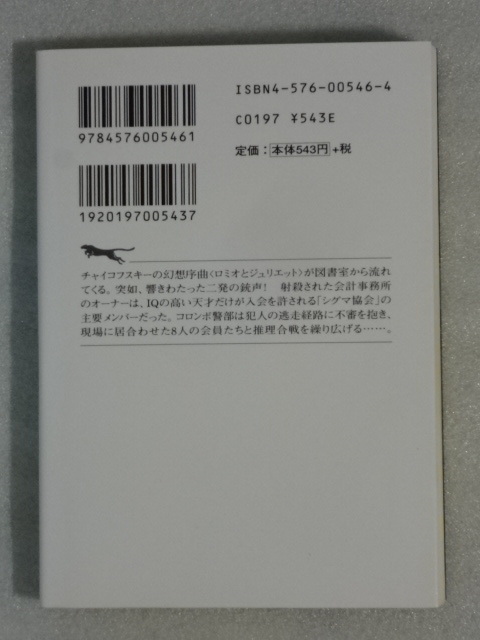 ISBN4-576-00546-4
9784576005461
C0197 ¥543E
定価:本体543円+税
1920197005437
チャイコフスキーの幻想序曲〈ロミオとジュリエット〉が図書室から流れ
てくる。突如、響きわたった二発の銃声! 射殺された会計事務所
のオーナーは、IQの高い天才だけが入会を許される「シグマ協会」の
主要メンバーだった。コロンボ警部は犯人の逃走経路に不審を抱き、
現場に居合わせた8人の会員たちと推理合戦を繰り広げる……。